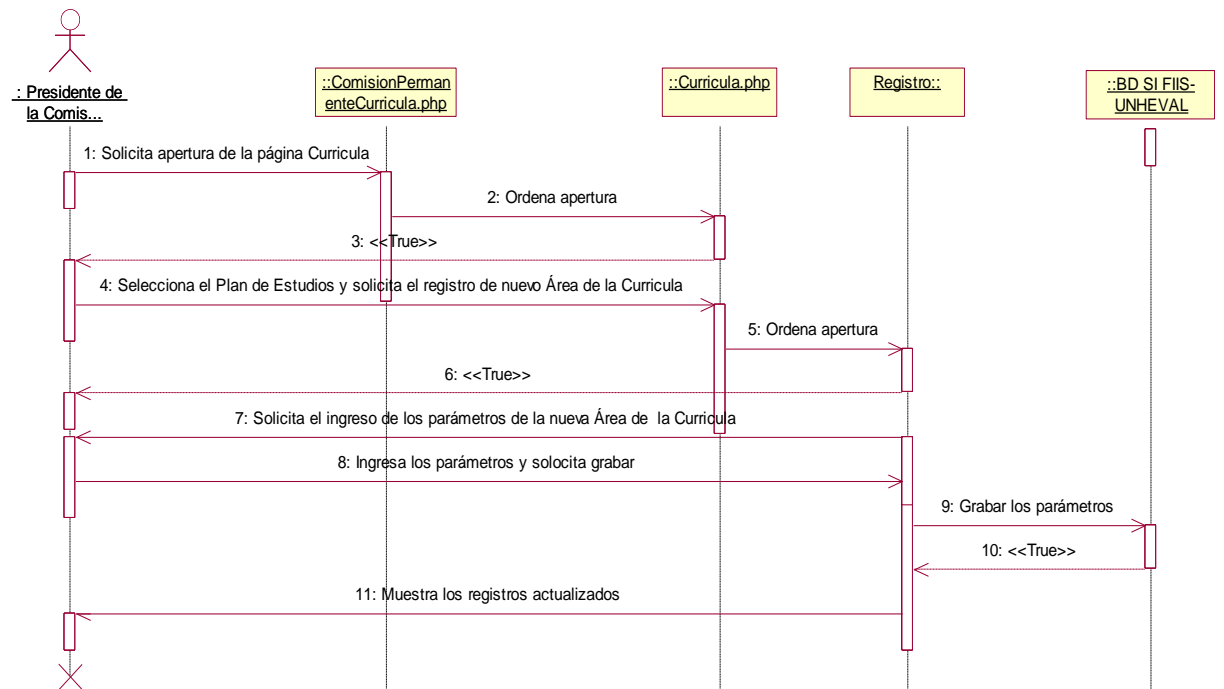 : Presidente de
la Comis...
::ComisionPerman
enteCurricula.php
::Curricula.php
Registro::
::BD SI FIIS-
UNHEVAL
1: Solicita apertura de la página Curricula
2: Ordena apertura
3: <<True>>
4: Selecciona el Plan de Estudios y solicita el registro de nuevo Área de la Curricula
5: Ordena apertura
6: <<True>>
7: Solicita el ingreso de los parámetros de la nueva Área de la Curricula
8: Ingresa los parámetros y solocita grabar
9: Grabar los parámetros
10: <<True>>
11: Muestra los registros actualizados